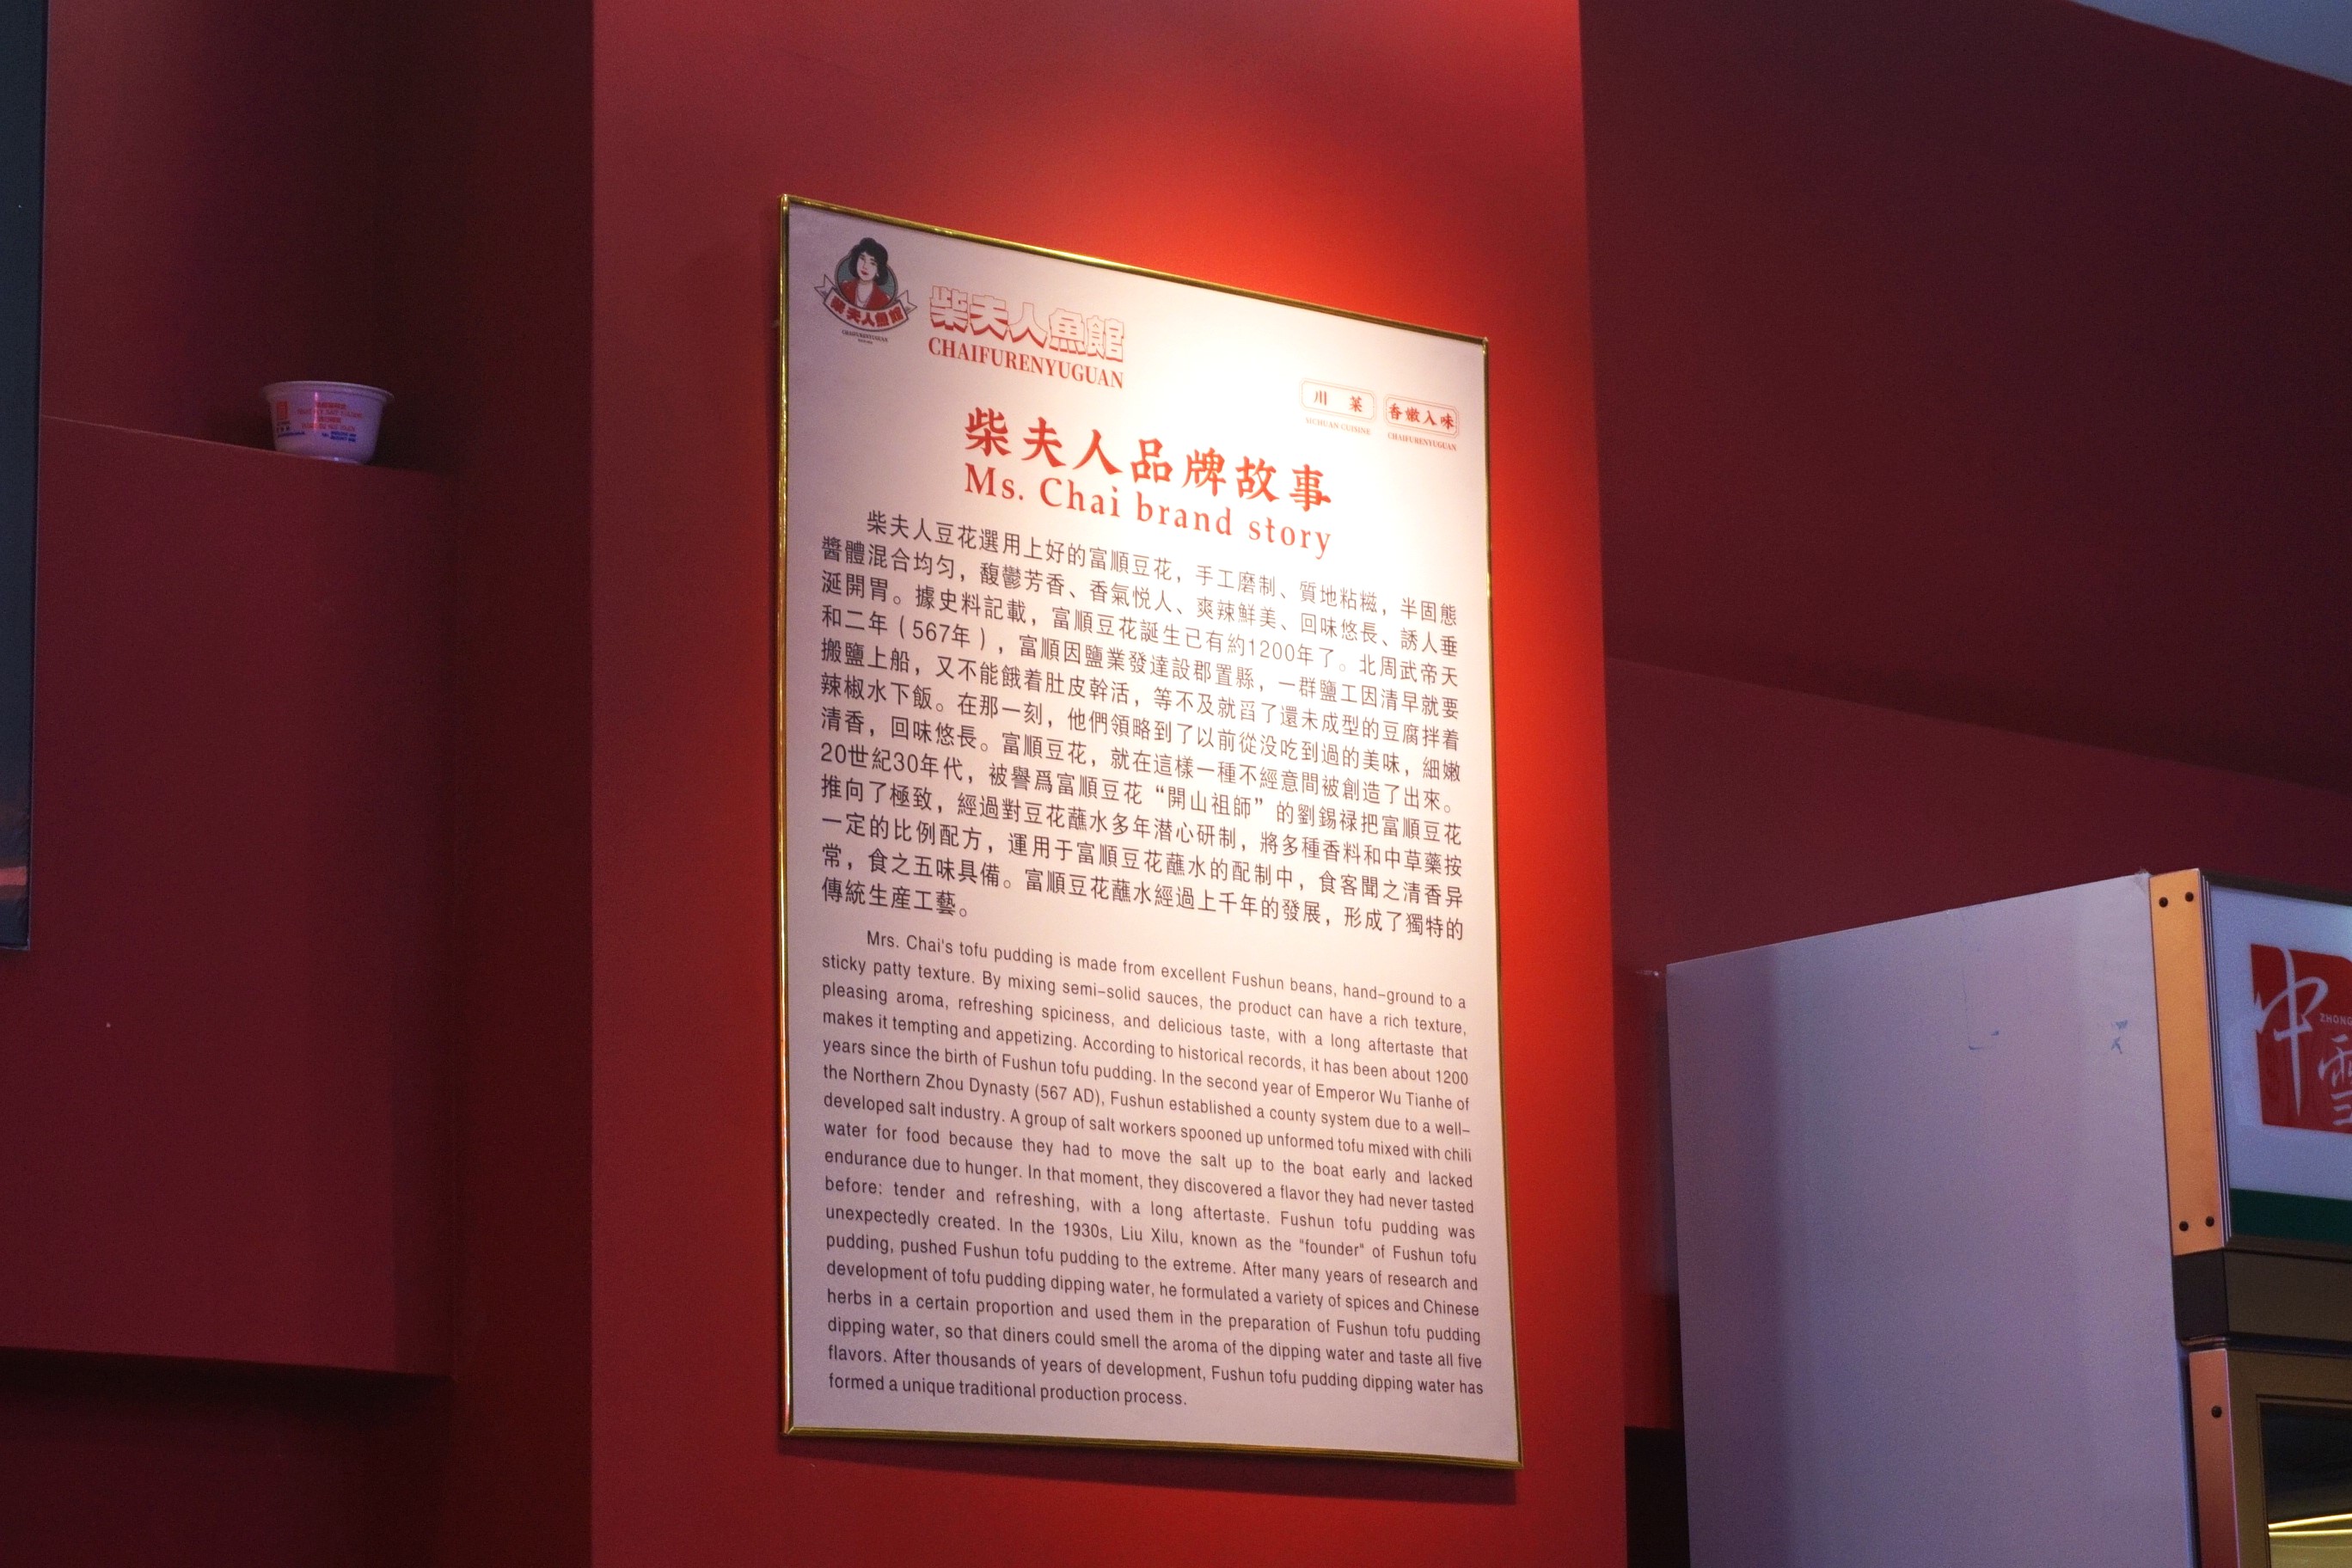 柴夫人魚館
CHAIFURENYUGUAN
柴夫人魚館
CHAIFURENYUGUAN
川 菜
SICHUAN CUISINE
香嫩入味
CHAIFURENYUGUAN
柴夫人品牌故事
Ms. Chai brand story
柴夫人豆花選用上好的富順豆花，手工磨制、質地粘糍，半固態
醬體混合均匀，馥鬱芳香、香氣悦人、爽辣鮮美、回味悠長、誘人垂
涎開胃。據史料記載，富順豆花誕生已有約1200年了。北周武帝天
和二年（567年），富順因鹽業發達設郡置縣，一群鹽工因清早就要
搬鹽上船，又不能餓着肚皮幹活，等不及就舀了還未成型的豆腐拌着
辣椒水下飯。在那一刻，他們領略到了以前從没吃到過的美味，細嫩
清香，回味悠長。富順豆花，就在這樣一種不經意間被創造了出來。
20世紀30年代，被譽爲富順豆花“開山祖師”的劉錫禄把富順豆花
推向了極致，經過對豆花蘸水多年潜心研制，將多種香料和中草藥按
一定的比例配方，運用于富順豆花蘸水的配制中，食客聞之清香异
常，食之五味具備。富順豆花蘸水經過上千年的發展，形成了獨特的
傳統生産工藝。
Mrs. Chai's tofu pudding is made from excellent Fushun beans, hand-ground to a
sticky patty texture. By mixing semi-solid sauces, the product can have a rich texture,
pleasing aroma, refreshing spiciness, and delicious taste, with a long aftertaste that
makes it tempting and appetizing. According to historical records, it has been about 1200
years since the birth of Fushun tofu pudding. In the second year of Emperor Wu Tianhe of
the Northern Zhou Dynasty (567 AD), Fushun established a county system due to a well-
developed salt industry. A group of salt workers spooned up unformed tofu mixed with chili
water for food because they had to move the salt up to the boat early and lacked
endurance due to hunger. In that moment, they discovered a flavor they had never tasted
before: tender and refreshing, with a long aftertaste. Fushun tofu pudding was
unexpectedly created. In the 1930s, Liu Xilu, known as the "founder" of Fushun tofu
pudding, pushed Fushun tofu pudding to the extreme. After many years of research and
development of tofu pudding dipping water, he formulated a variety of spices and Chinese
herbs in a certain proportion and used them in the preparation of Fushun tofu pudding
dipping water, so that diners could smell the aroma of the dipping water and taste all five
flavors. After thousands of years of development, Fushun tofu pudding dipping water has
formed a unique traditional production process.
中
ZHONG
雪